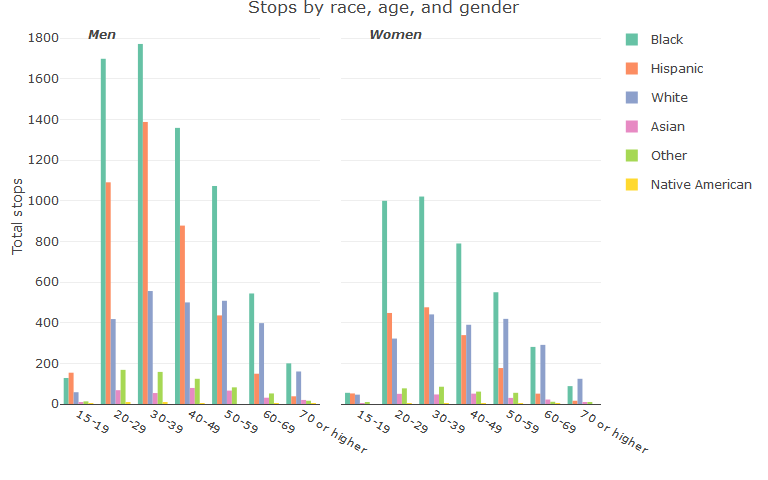 Stops by race, age, and gender
Men
Women
Total stops
1800
1600
1400
1200
1000
800
600
400
200
0
15-19
20-29
30-39
40-49
50-59
60-69
70 or higher
15-19
20-29
30-39
40-49
50-59
60-69
70 or higher
Black
Hispanic
White
Asian
Other
Native American